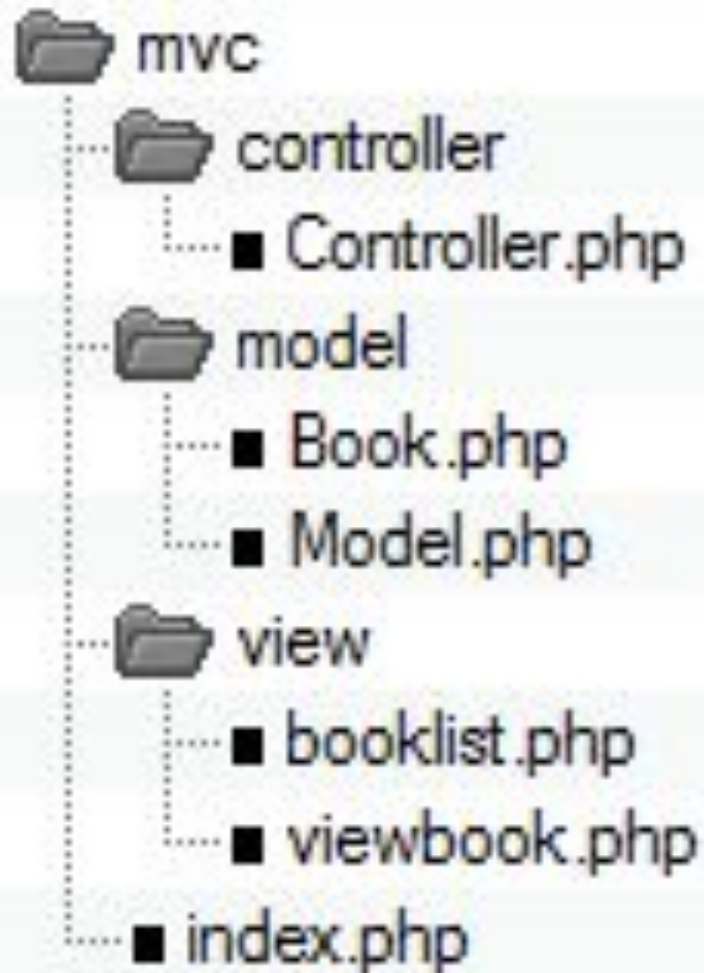 mvc
controller
Controller.php
model
Book.php
Model.php
view
booklist.php
viewbook.php
index.php